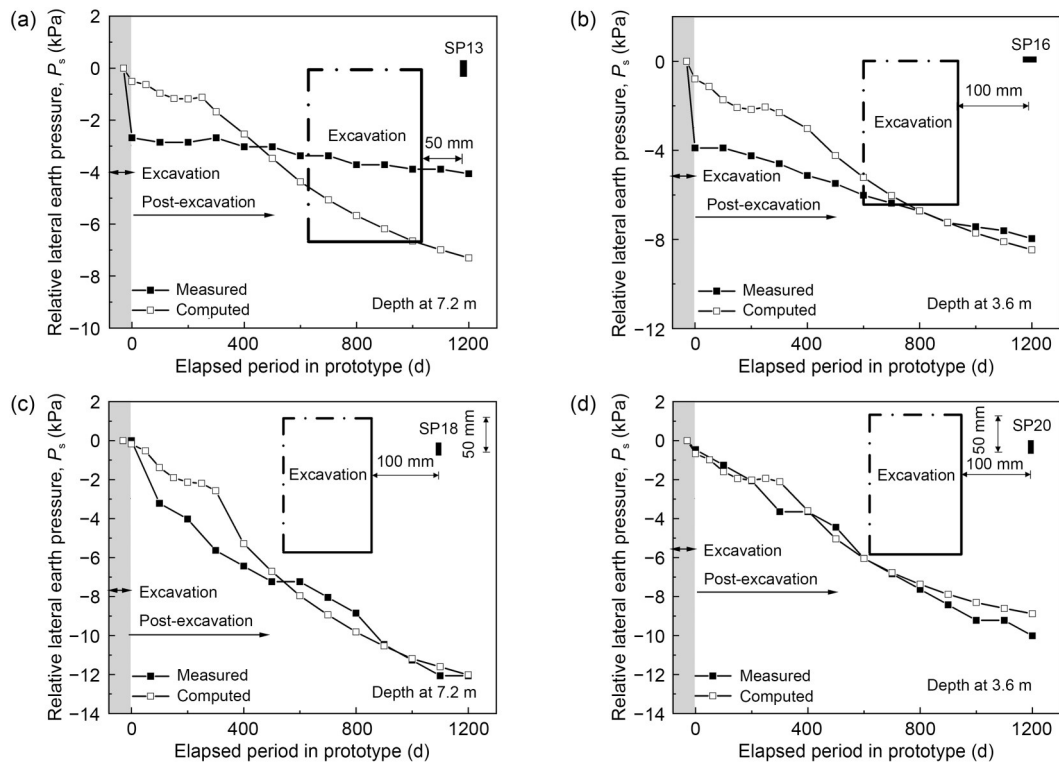 (a)
Relative lateral earth pressure, Ps (kPa)
2
0
−2
−4
−6
−8
−10
SP13
Excavation
50 mm
Excavation
Post-excavation
Measured
Computed
Depth at 7.2 m
0 400 800 1200
Elapsed period in prototype (d)
(b)
Relative lateral earth pressure, Ps (kPa)
2
0
−4
−8
−12
SP16
100 mm
Excavation
Excavation
Post-excavation
Measured
Computed
Depth at 3.6 m
0 400 800 1200
Elapsed period in prototype (d)
(c)
Relative lateral earth pressure, Ps (kPa)
2
0
−2
−4
−6
−8
−10
−12
−14
SP18
50 mm
100 mm
Excavation
Excavation
Post-excavation
Measured
Computed
Depth at 7.2 m
0 400 800 1200
Elapsed period in prototype (d)
(d)
Relative lateral earth pressure, Ps (kPa)
2
0
−2
−4
−6
−8
−10
−12
−14
SP20
50 mm
100 mm
Excavation
Excavation
Post-excavation
Measured
Computed
Depth at 3.6 m
0 400 800 1200
Elapsed period in prototype (d)